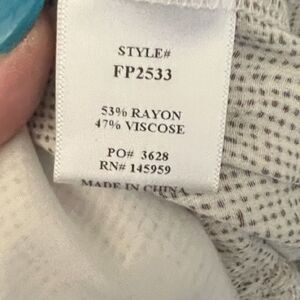 STYLE#
FP2533
53% RAYON
47% VISCOSE
PO# 3628
RN# 145959
MADE IN CHINA